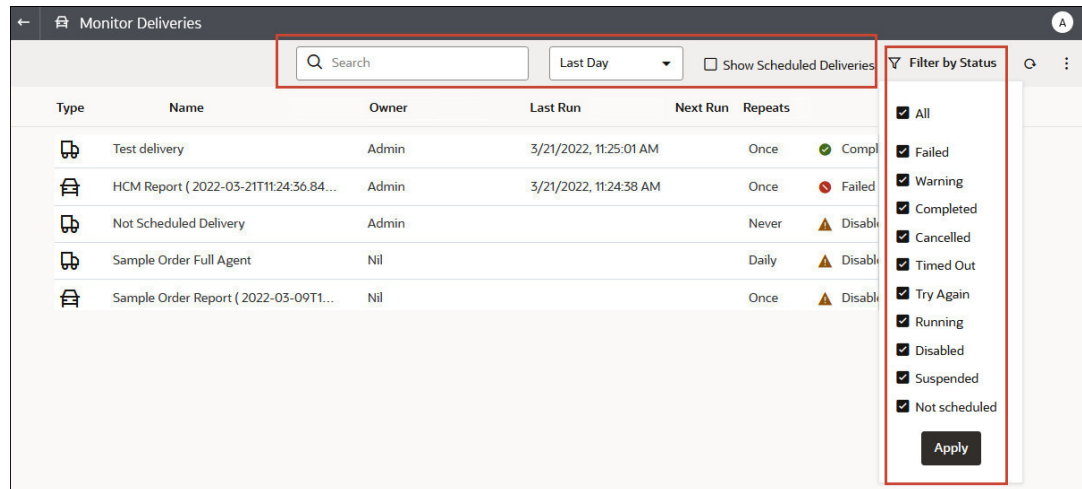 Monitor Deliveries
A
Search
Last Day
Show Scheduled Deliveries
Filter by Status
Type Name Owner Last Run Next Run Repeats
Test delivery Admin 3/21/2022, 11:25:01 AM Once Compl
HCM Report ( 2022-03-21T11:24:36.84... Admin 3/21/2022, 11:24:38 AM Once Failed
Not Scheduled Delivery Admin Never Disabl
Sample Order Full Agent Nil Daily Disabl
Sample Order Report ( 2022-03-09T1... Nil Once Disabl
All
Failed
Warning
Completed
Cancelled
Timed Out
Try Again
Running
Disabled
Suspended
Not scheduled
Apply